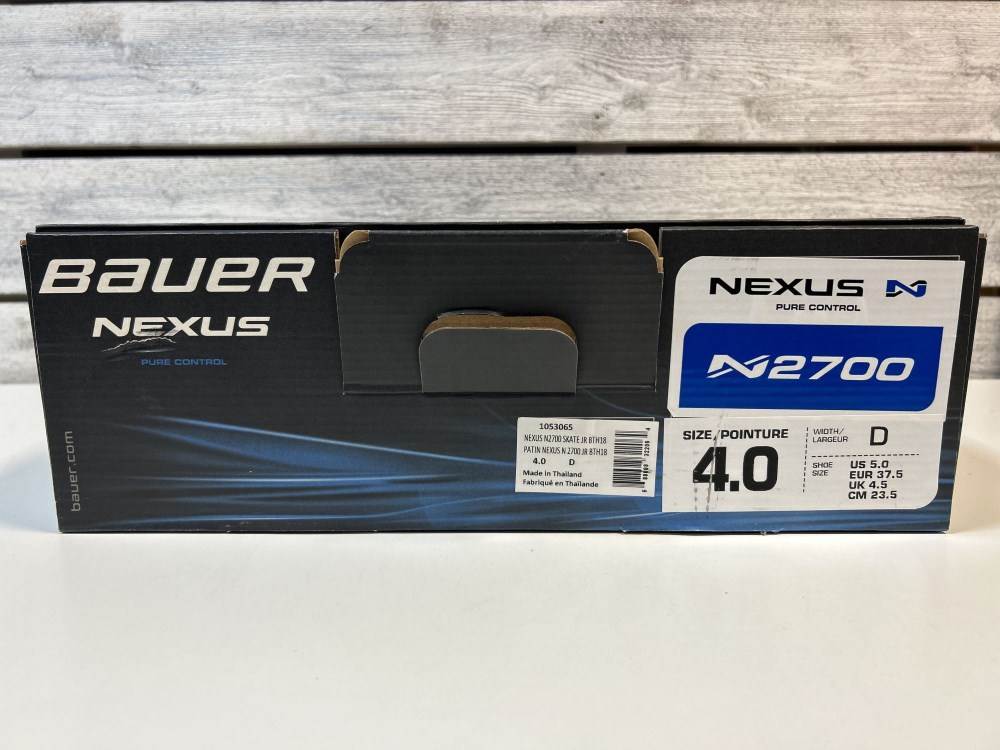 BAUER
NEXUS
PURE CONTROL
bauer.com
1053065
NEXUS N2700 SKATE JR BTH18
PATIN NEXUS N 2700 JR BTH18
4.0 D
Made in Thailand
Fabriqué en Thaïlande
NEXUS N
PURE CONTROL
N2700
SIZE/POINTURE
4.0
WIDTH/
LARGEUR
D
SHOE
SIZE
US 5.0
EUR 37.5
UK 4.5
CM 23.5